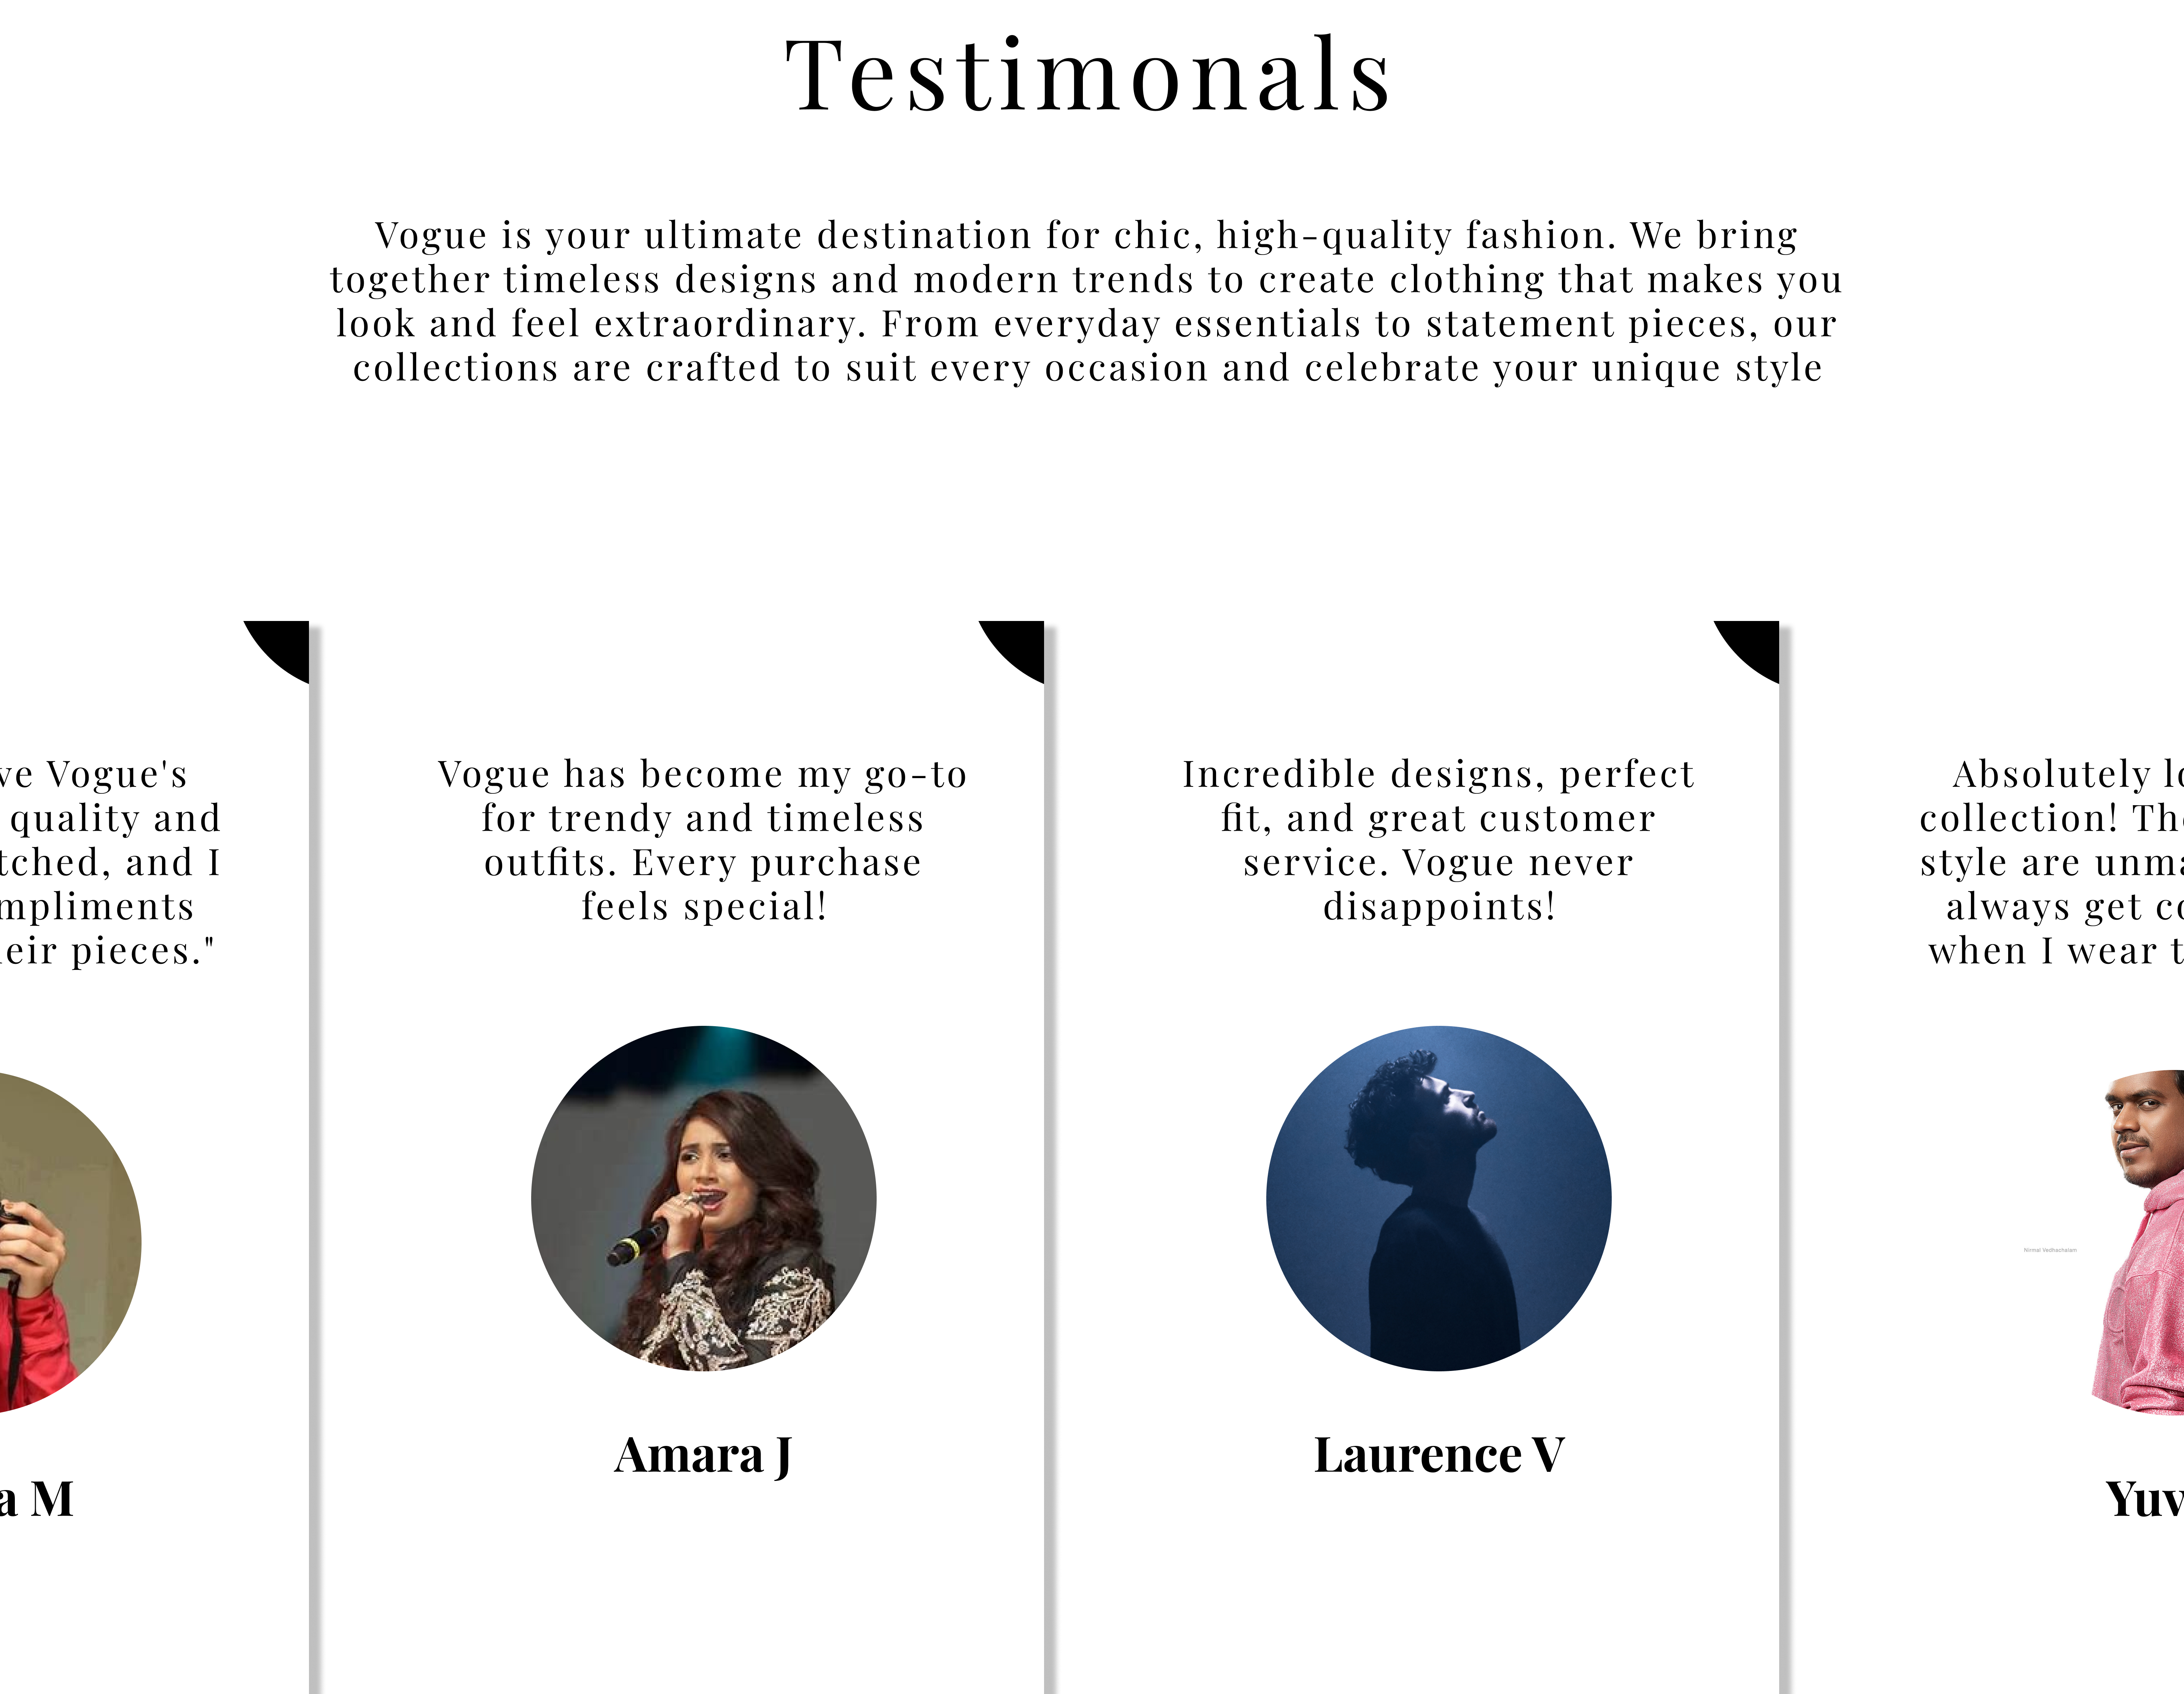 Testimonals
Vogue is your ultimate destination for chic, high-quality fashion. We bring
together timeless designs and modern trends to create clothing that makes you
look and feel extraordinary. From everyday essentials to statement pieces, our
collections are crafted to suit every occasion and celebrate your unique style
ve Vogue's
quality and
tched, and I
mpliments
eir pieces."
a M
Vogue has become my go-to
for trendy and timeless
outfits. Every purchase
feels special!
Amara J
Incredible designs, perfect
fit, and great customer
service. Vogue never
disappoints!
Laurence V
Absolutely lo
collection! The
style are unma
always get co
when I wear t
Nirmal Vedhachalam
Yuv